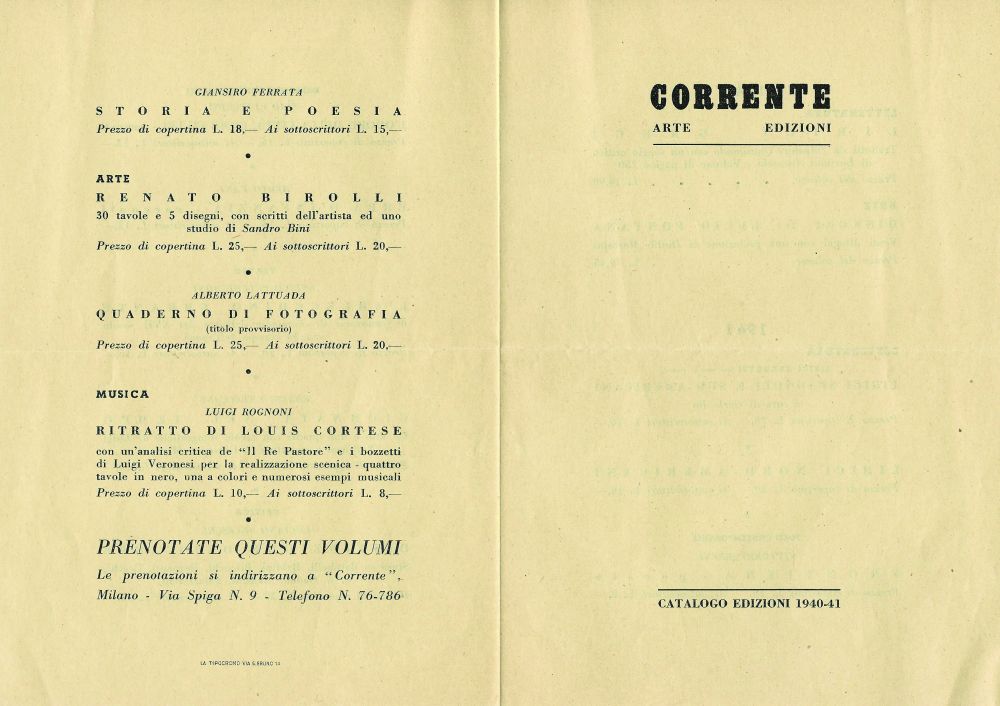 GIANSIRO FERRATA
STORIA E POESIA
Prezzo di copertina L. 18,— Ai sottoscrittori L. 15,—
•
ARTE
RENATO BIROLLI
30 tavole e 5 disegni, con scritti dell'artista ed uno
studio di Sandro Bini
Prezzo di copertina L. 25,— Ai sottoscrittori L. 20,—
•
ALBERTO LATTUADA
QUADERNO DI FOTOGRAFIA
(titolo provvisorio)
Prezzo di copertina L. 25,— Ai sottoscrittori L. 20,—
•
MUSICA
LUIGI ROGNONI
RITRATTO DI LOUIS CORTESE
con un'analisi critica de "Il Re Pastore" e i bozzetti
di Luigi Veronesi per la realizzazione scenica - quattro
tavole in nero, una a colori e numerosi esempi musicali
Prezzo di copertina L. 10,— Ai sottoscrittori L. 8,—
•
PRENOTATE QUESTI VOLUMI
Le prenotazioni si indirizzano a "Corrente",
Milano - Via Spiga N. 9 - Telefono N. 76-786
LA TIPOCROMO VIA S. BRUNO 14
CORRENTE
ARTE EDIZIONI
CATALOGO EDIZIONI 1940-41